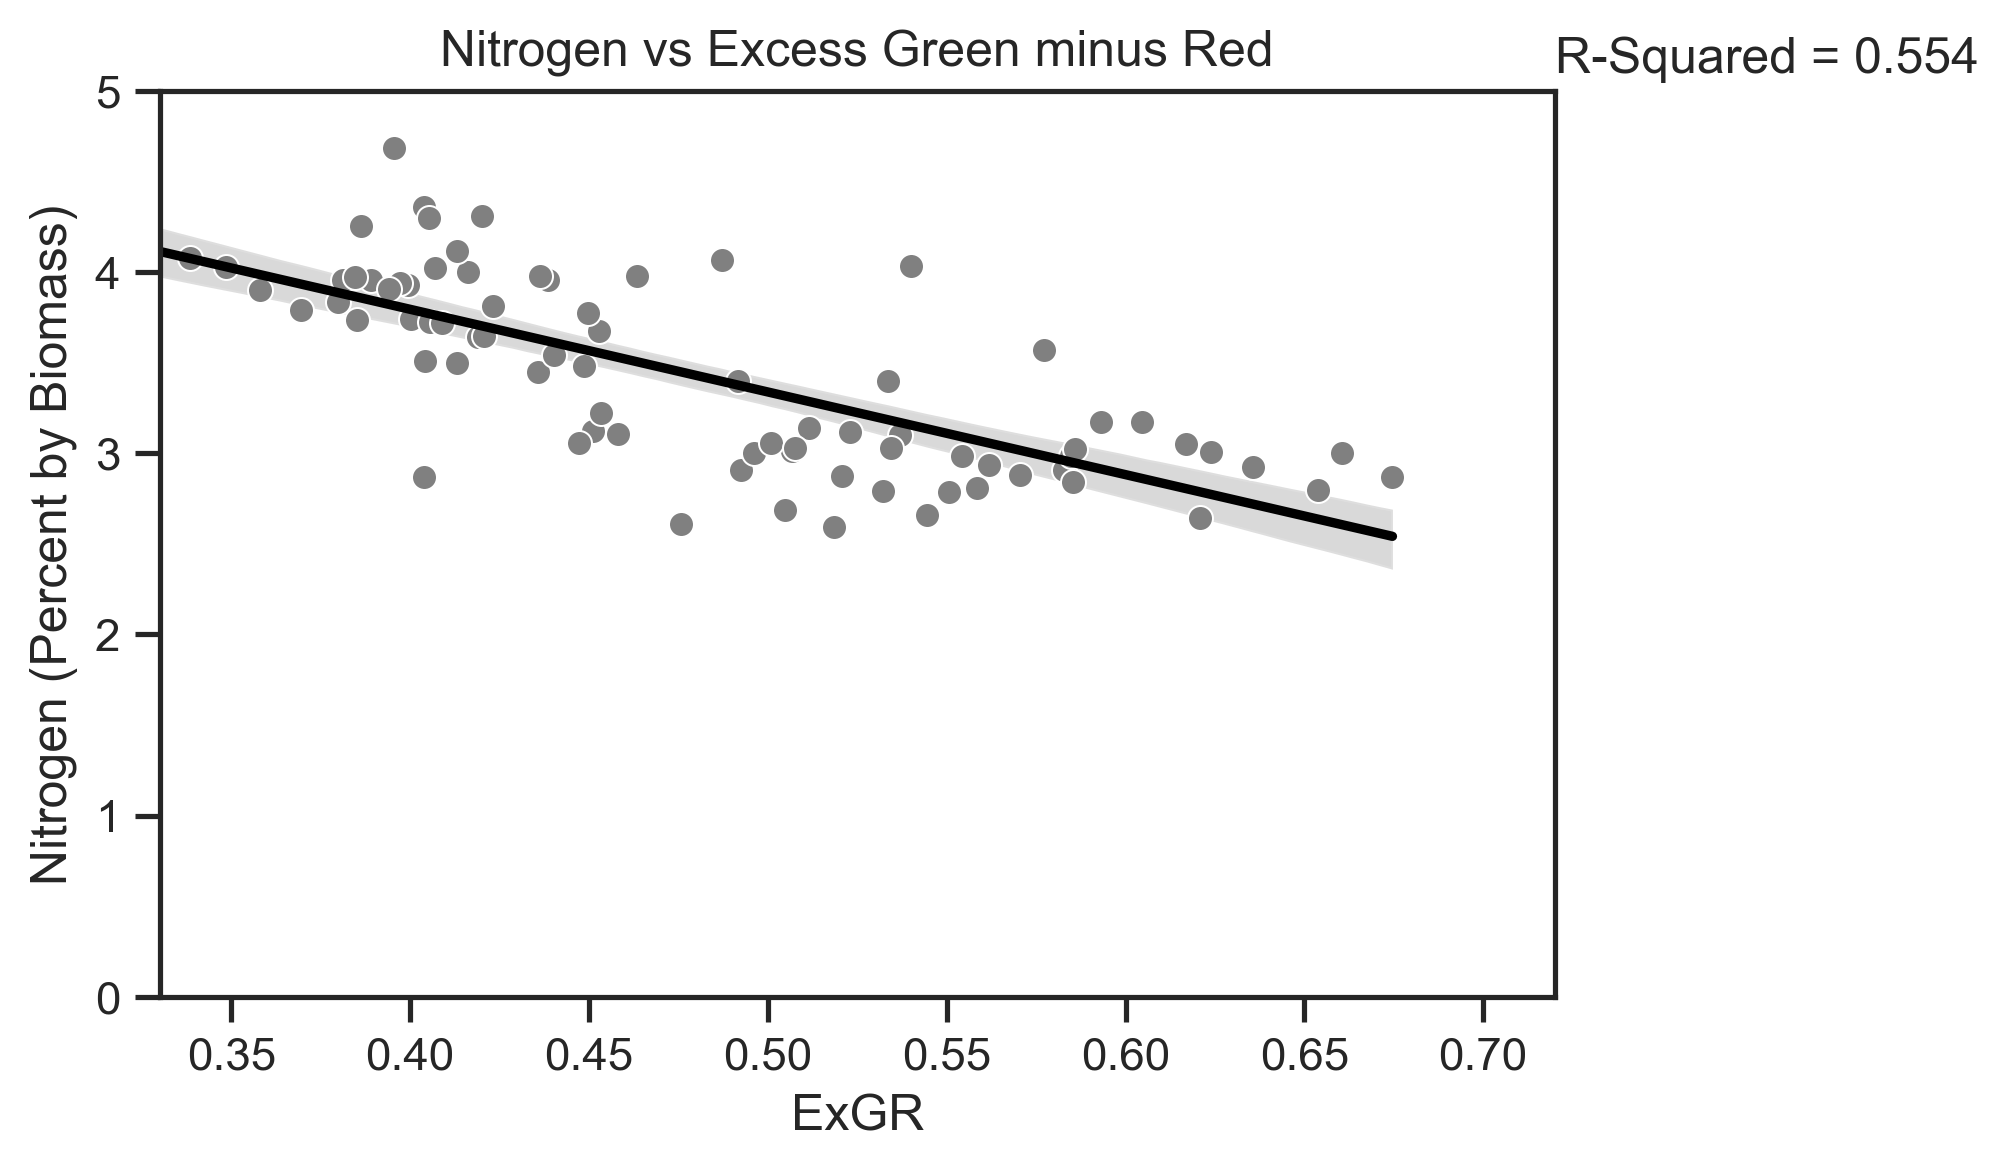 Nitrogen vs Excess Green minus Red
R-Squared = 0.554
Nitrogen (Percent by Biomass)
5
4
3
2
1
0
0.35 0.40 0.45 0.50 0.55 0.60 0.65 0.70
ExGR